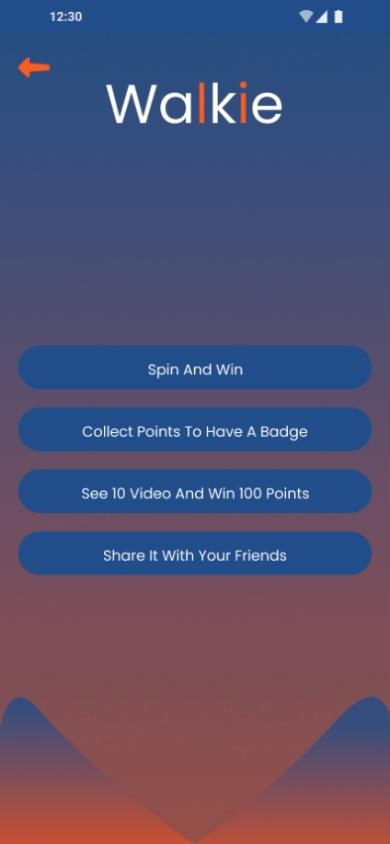 12:30
Walkie
Spin And Win
Collect Points To Have A Badge
See 10 Video And Win 100 Points
Share It With Your Friends